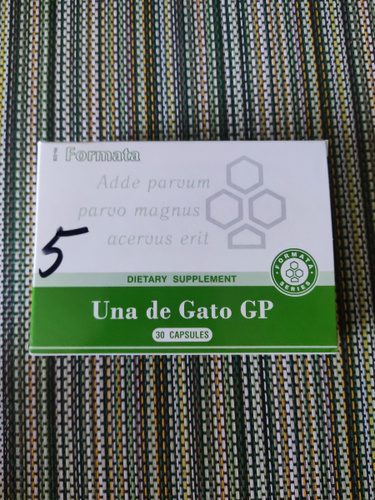 Formata
Adde parvum
parvo magnus
acervus erit
5
DIETARY SUPPLEMENT
FORMATA
SERIES
Una de Gato GP
30 CAPSULES